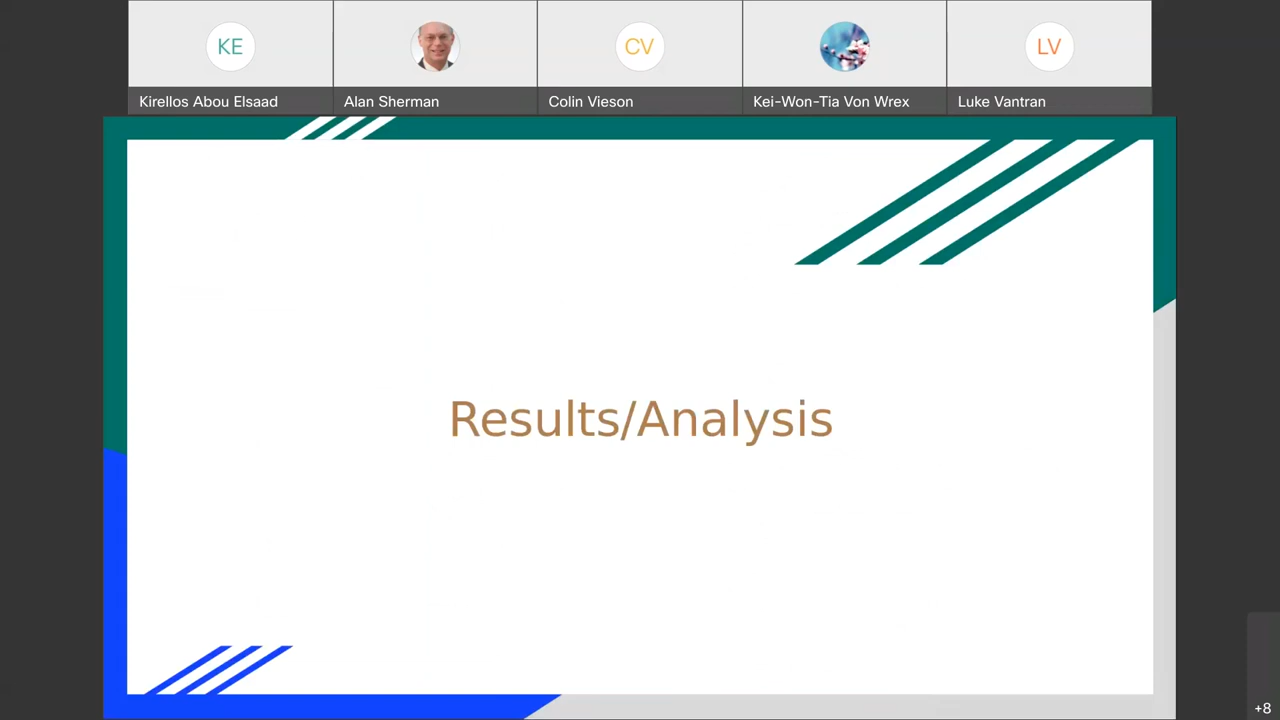 KE
CV
LV
Kirellos Abou Elsaad
Alan Sherman
Colin Vieson
Kei-Won-Tia Von Wrex
Luke Vantran
Results/Analysis
+8